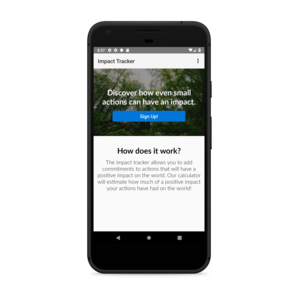 Impact Tracker
Discover how even small
actions can have an impact.
Sign Up!
How does it work?
The impact tracker allows you to add
commitments to actions that will have a
positive impact on the world. Our calculator
will estimate how much of a positive impact
your actions have had on the world!